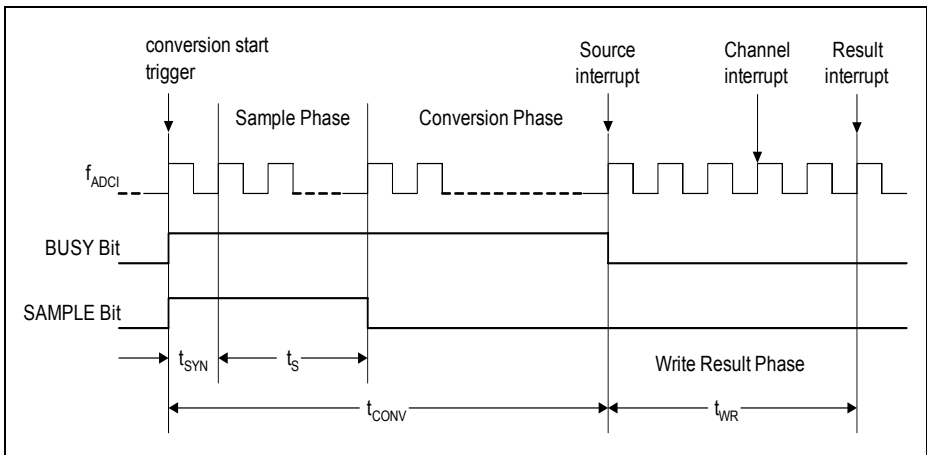 conversion start
trigger
Source
interrupt
Channel
interrupt
Result
interrupt
Sample Phase
Conversion Phase
fADCI
BUSY Bit
SAMPLE Bit
tSYN
tS
Write Result Phase
tCONV
tWR